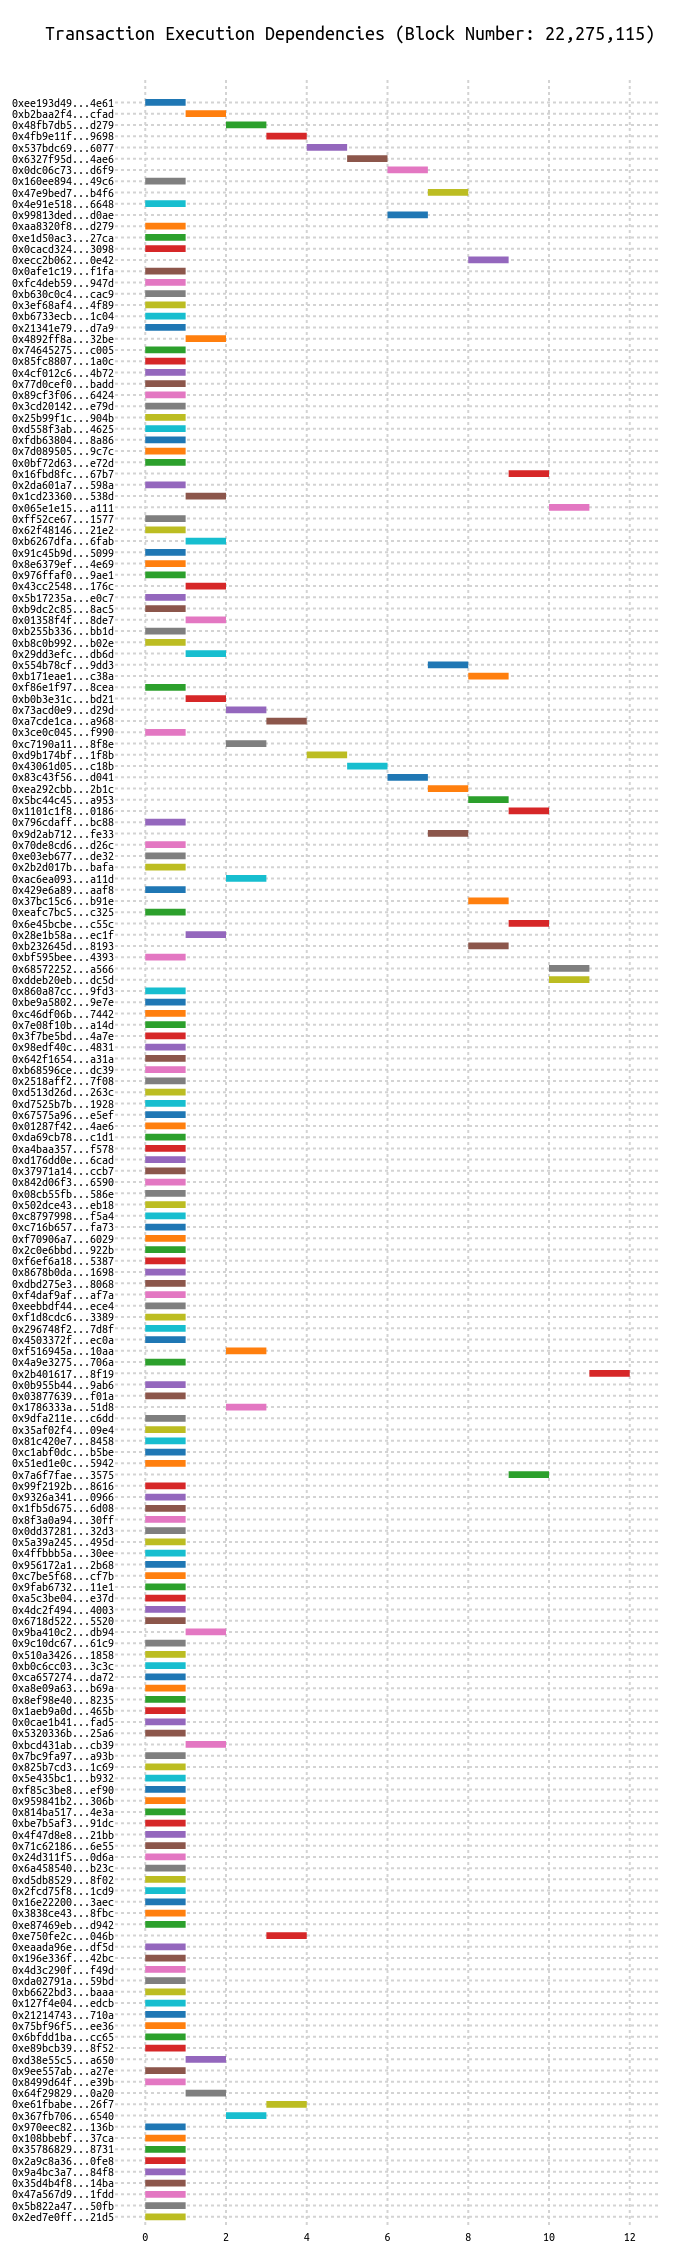 Transaction Execution Dependencies (Block Number: 22,275,115)
0xee193d49...4e61
0xb2baa2f4...cfad
0x48fb7db5...d279
0x4fb9e11f...9698
0x537bdc69...6077
0x6327f95d...4ae6
0x0dc06c73...d6f9
0x160ee894...49c6
0x47e9bed7...b4f6
0x4e91e518...6648
0x99813ded...d0ae
0xaa8320f8...d279
0xe1d50ac3...27ca
0x0cacd324...3098
0xecc2b062...0e42
0x0afe1c19...f1fa
0xfc4deb59...947d
0xb630c0c4...cac9
0x3ef68af4...4f89
0xb6733ecb...1c04
0x21341e79...d7a9
0x4892ff8a...32be
0x74645275...c005
0x85fc8807...1a0c
0x4cf012c6...4b72
0x77d0cef0...badd
0x89cf3f06...6424
0x3cd20142...e79d
0x25b99f1c...904b
0xd558f3ab...4625
0xfdb63804...8a86
0x7d089505...9c7c
0x0bf72d63...e72d
0x16fbd8fc...67b7
0x2da601a7...598a
0x1cd23360...538d
0x065e1e15...a111
0xff52ce67...1577
0x62f48146...21e2
0xb6267dfa...6fab
0x91c45b9d...5099
0x8e6379ef...4e69
0x976ffaf0...9ae1
0x43cc2548...176c
0x5b17235a...e0c7
0xb9dc2c85...8ac5
0x01358f4f...8de7
0xb255b336...bb1d
0xb8c0b992...b02e
0x29dd3efc...db6d
0x554b78cf...9dd3
0xb171eae1...c38a
0xf86e1f97...8cea
0xb0b3e31c...bd21
0x73acd0e9...d29d
0xa7cde1ca...a968
0x3ce0c045...f990
0xc7190a11...8f8e
0xd9b174bf...1f8b
0x43061d05...c18b
0x83c43f56...d041
0xea292cbb...2b1c
0x5bc44c45...a953
0x1101c1f8...0186
0x796cdaff...bc88
0x9d2ab712...fe33
0x70de8cd6...d26c
0xe03eb677...de32
0x2b2d017b...bafa
0xac6ea093...a11d
0x429e6a89...aaf8
0x37bc15c6...b91e
0xeafc7bc5...c325
0x6e45bcbe...c55c
0x28e1b58a...ec1f
0xb232645d...8193
0xbf595bee...4393
0x68572252...a566
0xddeb20eb...dc5d
0x860a87cc...9fd3
0xbe9a5802...9e7e
0xc46df06b...7442
0x7e08f10b...a14d
0x3f7be5bd...4a7e
0x98edf40c...4831
0x642f1654...a31a
0xb68596ce...dc39
0x2518aff2...7f08
0xd513d26d...263c
0xd7525b7b...1928
0x67575a96...e5ef
0x01287f42...4ae6
0xda69cb78...c1d1
0xa4baa357...f578
0xd176dd0e...6cad
0x37971a14...ccb7
0x842d06f3...6590
0x08cb55fb...586e
0x502dce43...eb18
0xc8797998...f5a4
0xc716b657...fa73
0xf70906a7...6029
0x2c0e6bbd...922b
0xf6ef6a18...5387
0x8678b0da...1698
0xdbd275e3...8068
0xf4daf9af...af7a
0xeebbdf44...ece4
0xf1d8cdc6...3389
0x296748f2...7d8f
0x4503372f...ec0a
0xf516945a...10aa
0x4a9e3275...706a
0x2b401617...8f19
0x0b955b44...9ab6
0x03877639...f01a
0x1786333a...51d8
0x9dfa211e...c6dd
0x35af02f4...09e4
0x81c420e7...8458
0xc1abf0dc...b5be
0x51ed1e0c...5942
0x7a6f7fae...3575
0x99f2192b...8616
0x9326a341...0966
0x1fb5d675...6d08
0x8f3a0a94...30ff
0x0dd37281...32d3
0x5a39a245...495d
0x4ffbbb5a...30ee
0x956172a1...2b68
0xc7be5f68...cf7b
0x9fab6732...11e1
0xa5c3be04...e37d
0x4dc2f494...4003
0x6718d522...5520
0x9ba410c2...db94
0x9c10dc67...61c9
0x510a3426...1858
0xb0c6cc03...3c3c
0xca657274...da72
0xa8e09a63...b69a
0x8ef98e40...8235
0x1aeb9a0d...465b
0x0cae1b41...fad5
0x5320336b...25a6
0xbcd431ab...cb39
0x7bc9fa97...a93b
0x825b7cd3...1c69
0x5e435bc1...b932
0xf85c3be8...ef90
0x959841b2...306b
0x814ba517...4e3a
0xbe7b5af3...91dc
0x4f47d8e8...21bb
0x71c62186...6e55
0x24d311f5...0d6a
0x6a458540...b23c
0xd5db8529...8f02
0x2fcd75f8...1cd9
0x16e22200...3aec
0x3838ce43...8fbc
0xe87469eb...d942
0xe750fe2c...046b
0xeaada96e...df5d
0x196e336f...42bc
0x4d3c290f...f49d
0xda02791a...59bd
0xb6622bd3...baaa
0x127f4e04...edcb
0x21214743...710a
0x75bf96f5...ee36
0x6bfdd1ba...cc65
0xe89bcb39...8f52
0xd38e55c5...a650
0x9ee557ab...a27e
0x8499d64f...e39b
0x64f29829...0a20
0xe61fbabe...26f7
0x367fb706...6540
0x970eec82...136b
0x108bbebf...37ca
0x35786829...8731
0x2a9c8a36...0fe8
0x9a4bc3a7...84f8
0x35d4b4f8...14ba
0x47a567d9...1fdd
0x5b822a47...50fb
0x2ed7e0ff...21d5
0 2 4 6 8 10 12